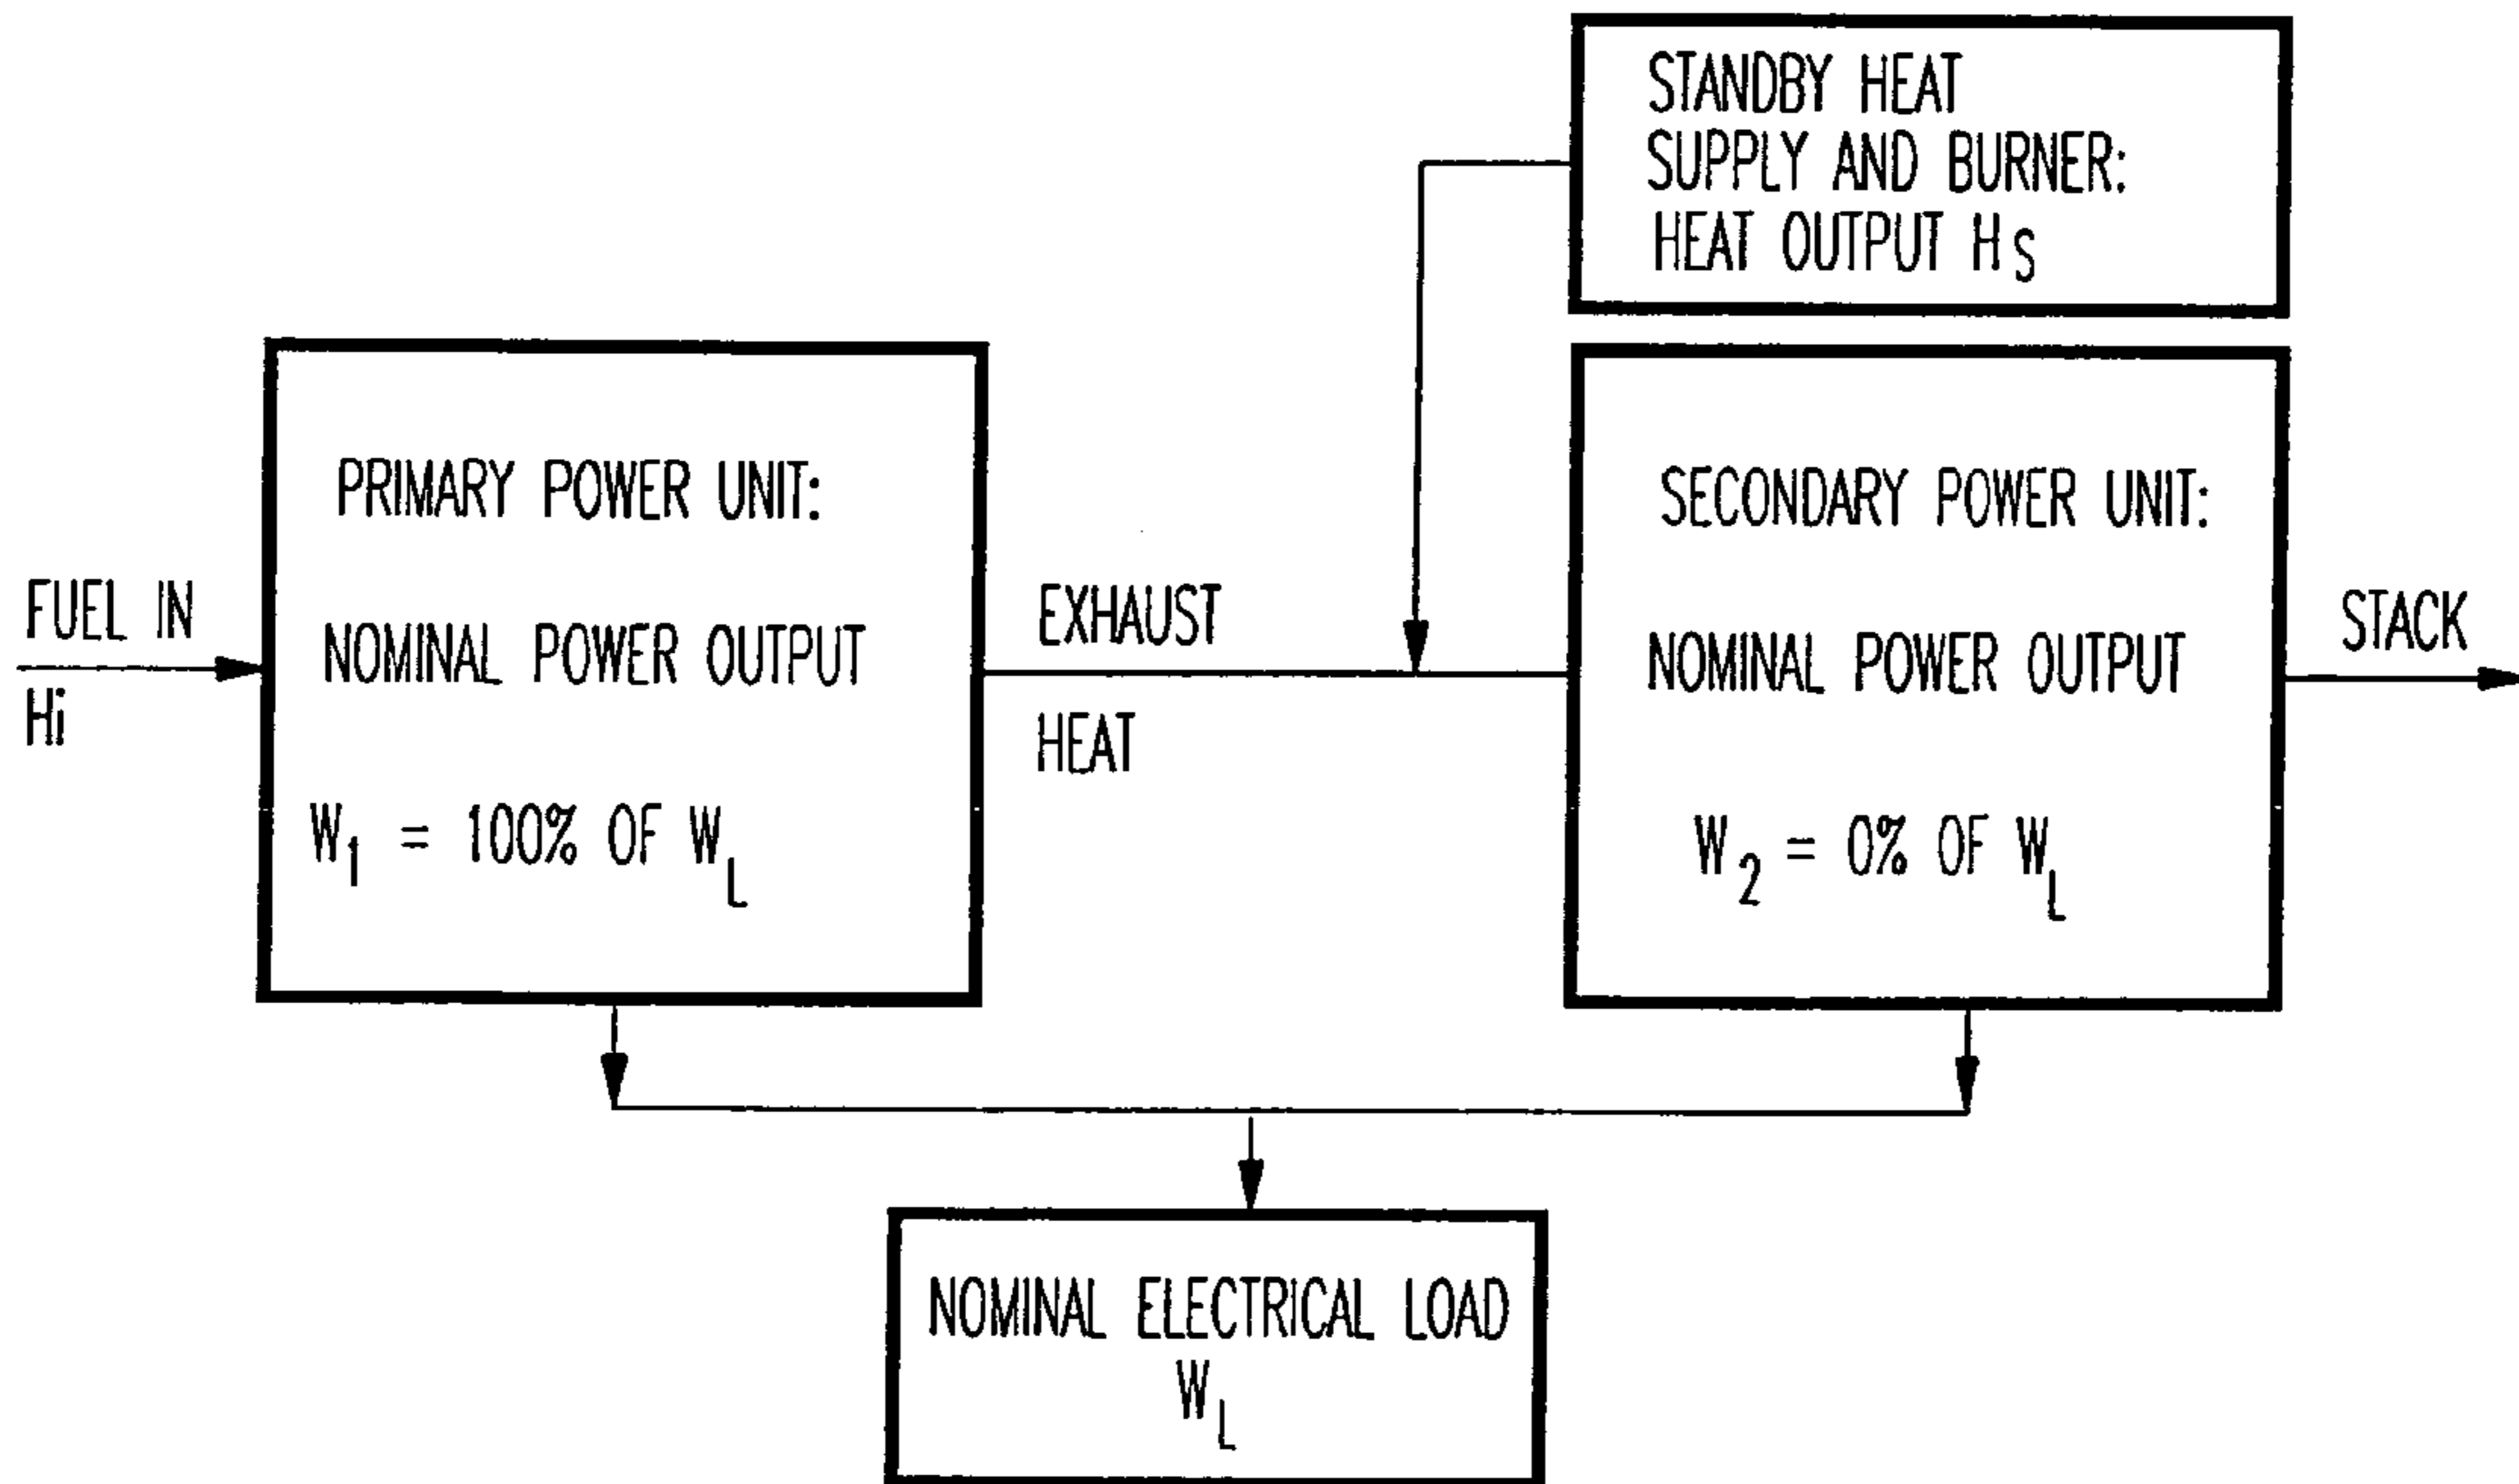 STANDBY HEAT
SUPPLY AND BURNER:
HEAT OUTPUT HS
PRIMARY POWER UNIT:
NOMINAL POWER OUTPUT
W1 = 100% OF WL
FUEL IN
Hi
EXHAUST
HEAT
SECONDARY POWER UNIT:
NOMINAL POWER OUTPUT
W2 = 0% OF WL
STACK
NOMINAL ELECTRICAL LOAD
WL